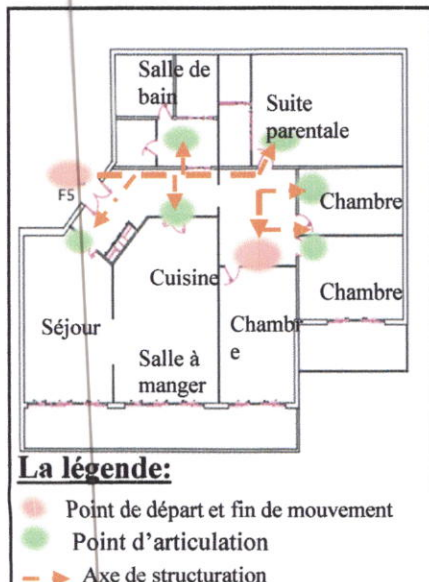 Salle de
bain
Suite
parentale
F5
Chambre
Cuisine
Chambre
Séjour
Chambr
e
Salle à
manger
La légende:
Point de départ et fin de mouvement
Point d'articulation
Axe de structuration